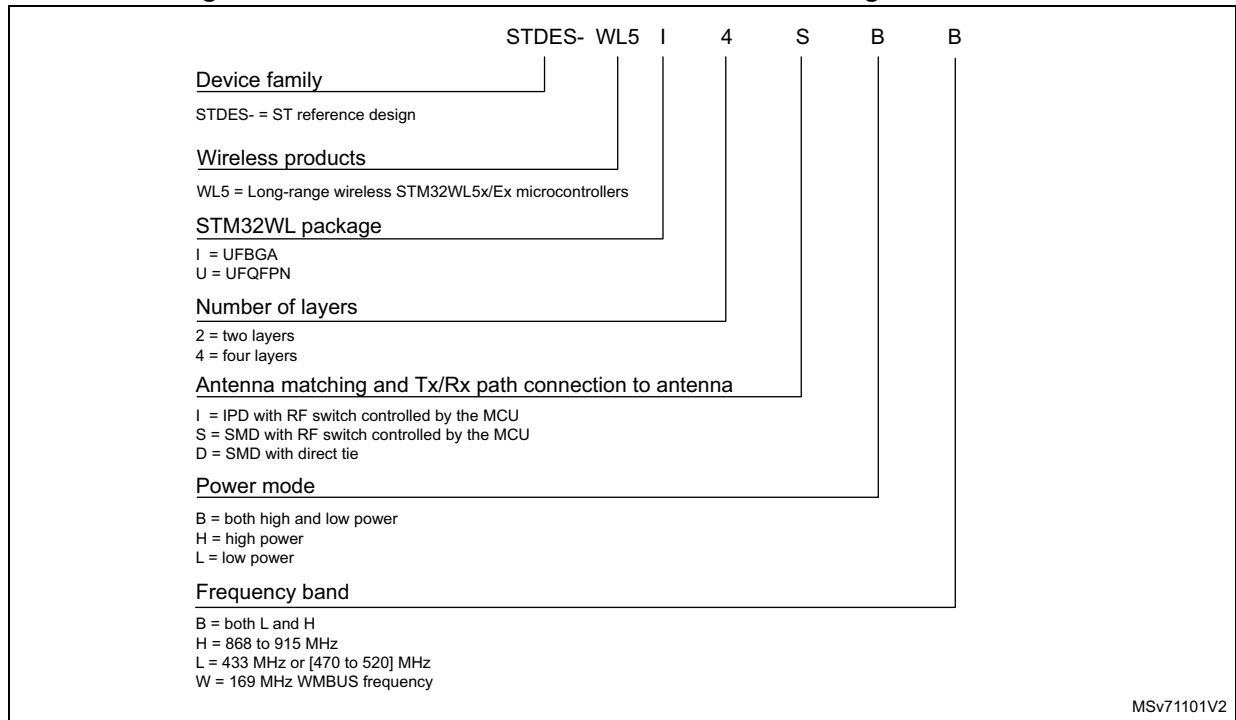 STDES- WL5 I 4 S B B
Device family
STDES- = ST reference design
Wireless products
WL5 = Long-range wireless STM32WL5x/Ex microcontrollers
STM32WL package
I = UFBGA
U = UFQFPN
Number of layers
2 = two layers
4 = four layers
Antenna matching and Tx/Rx path connection to antenna
I = IPD with RF switch controlled by the MCU
S = SMD with RF switch controlled by the MCU
D = SMD with direct tie
Power mode
B = both high and low power
H = high power
L = low power
Frequency band
B = both L and H
H = 868 to 915 MHz
L = 433 MHz or [470 to 520] MHz
W = 169 MHz WMBUS frequency
MSv71101V2